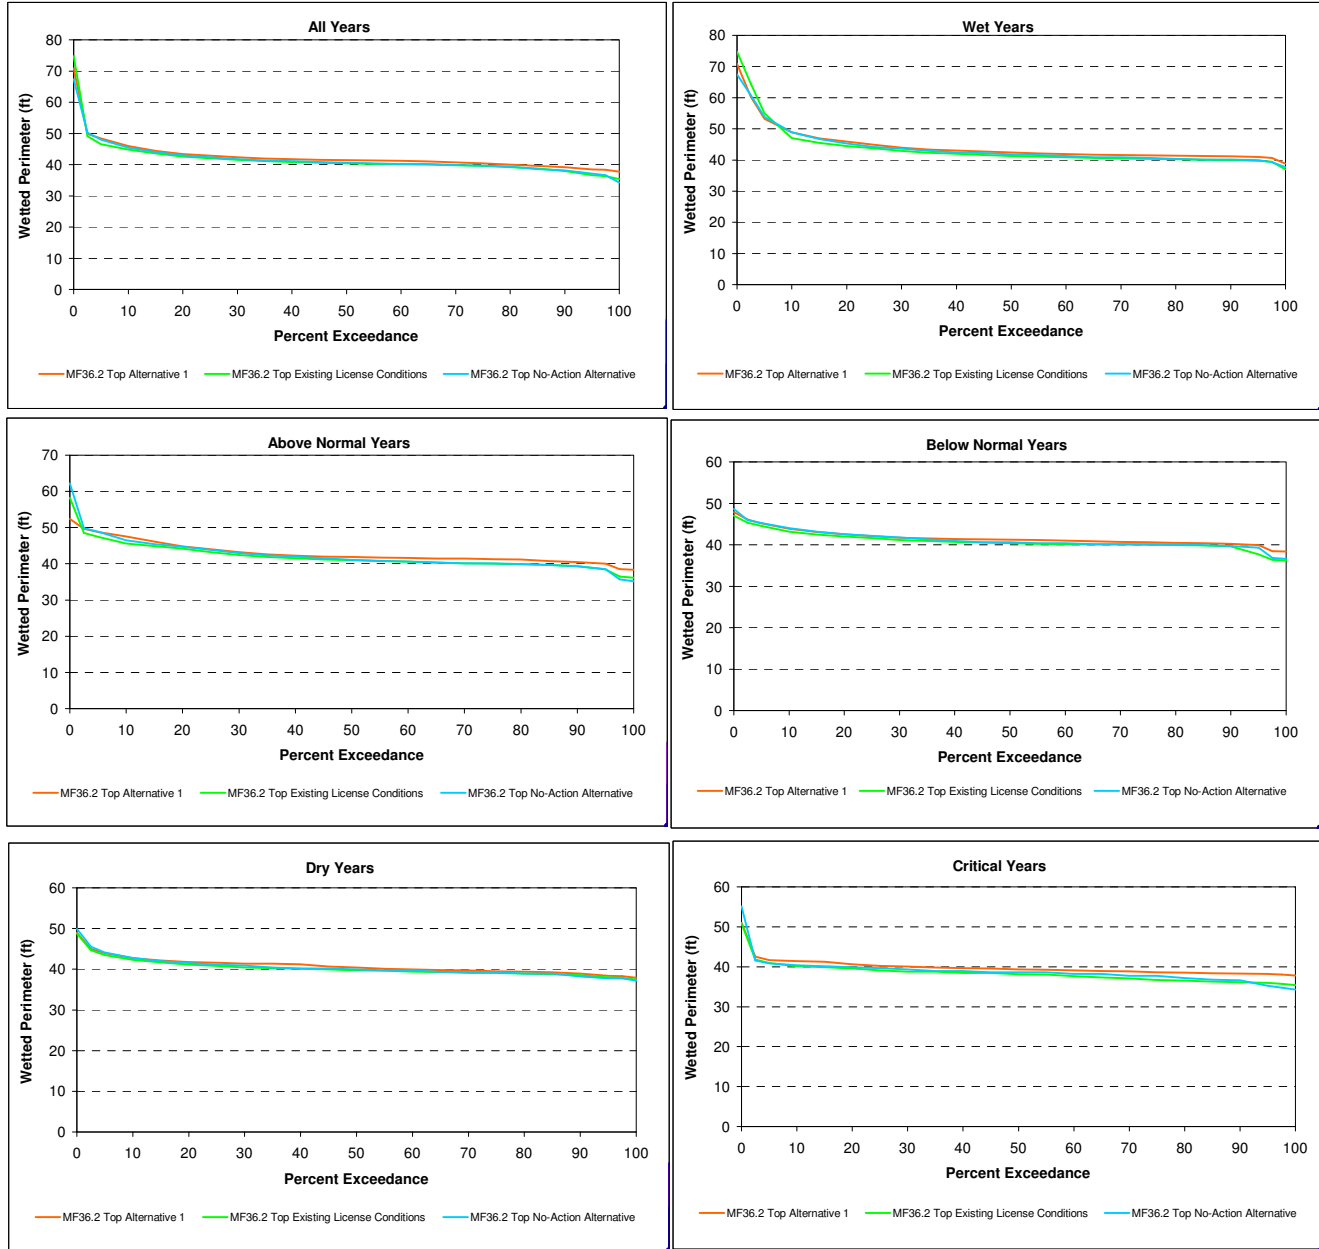 All Years
80
70
60
50
40
30
20
10
0
Wetted Perimeter (ft)
0 10 20 30 40 50 60 70 80 90 100
Percent Exceedance
MF36.2 Top Alternative 1 MF36.2 Top Existing License Conditions MF36.2 Top No-Action Alternative
Wet Years
80
70
60
50
40
30
20
10
0
Wetted Perimeter (ft)
0 10 20 30 40 50 60 70 80 90 100
Percent Exceedance
MF36.2 Top Alternative 1 MF36.2 Top Existing License Conditions MF36.2 Top No-Action Alternative
Above Normal Years
70
60
50
40
30
20
10
0
Wetted Perimeter (ft)
0 10 20 30 40 50 60 70 80 90 100
Percent Exceedance
MF36.2 Top Alternative 1 MF36.2 Top Existing License Conditions MF36.2 Top No-Action Alternative
Below Normal Years
60
50
40
30
20
10
0
Wetted Perimeter (ft)
0 10 20 30 40 50 60 70 80 90 100
Percent Exceedance
MF36.2 Top Alternative 1 MF36.2 Top Existing License Conditions MF36.2 Top No-Action Alternative
Dry Years
60
50
40
30
20
10
0
Wetted Perimeter (ft)
0 10 20 30 40 50 60 70 80 90 100
Percent Exceedance
MF36.2 Top Alternative 1 MF36.2 Top Existing License Conditions MF36.2 Top No-Action Alternative
Critical Years
60
50
40
30
20
10
0
Wetted Perimeter (ft)
0 10 20 30 40 50 60 70 80 90 100
Percent Exceedance
MF36.2 Top Alternative 1 MF36.2 Top Existing License Conditions MF36.2 Top No-Action Alternative